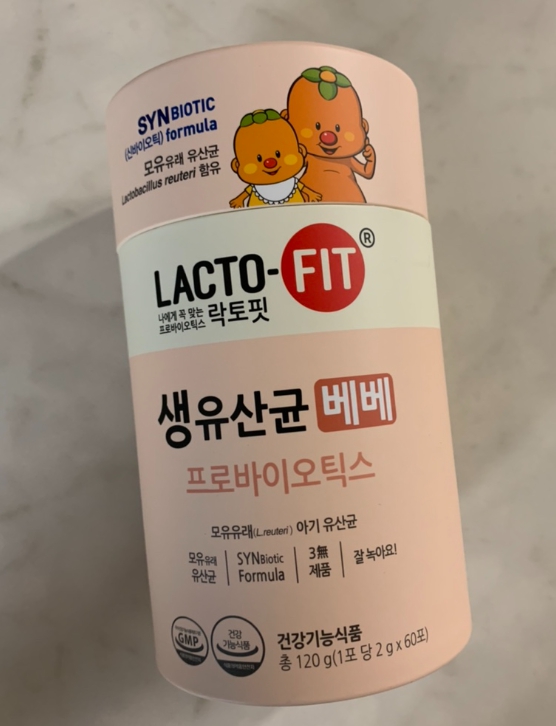 SYNBIOTIC
(신바이오틱) formula
모유유래 유산균
Lactobacillus reuteri 함유
LACTO-FIT®
나에게 꼭 맞는
프로바이오틱스 락토핏
생유산균 베베
프로바이오틱스
모유유래(L.reuteri) 아기 유산균
모유유래
유산균
SYNBiotic
Formula
3無
제품
잘 녹아요!
GMP
건강
기능식품
건강기능식품
총 120 g(1포 당 2 g x 60포)